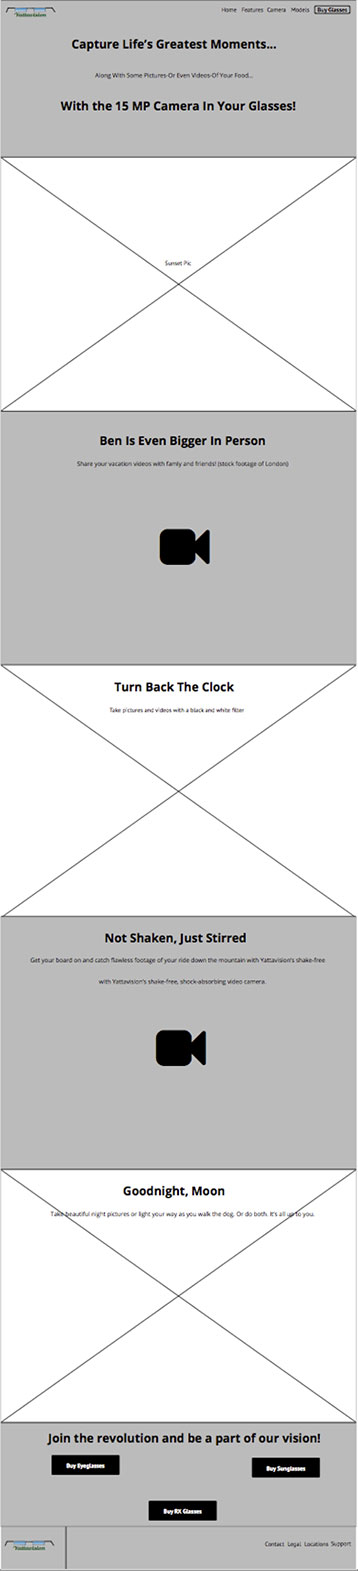 Yattavision
Home Features Camera Models Buy Glasses
Capture Life's Greatest Moments...
Along With Some Pictures-Or Even Videos-Of Your Food...
With the 15 MP Camera In Your Glasses!
Sunset Pic
Ben Is Even Bigger In Person
Share your vacation videos with family and friends! (stock footage of London)
Turn Back The Clock
Take pictures and videos with a black and white filter
Not Shaken, Just Stirred
Get your board on and catch flawless footage of your ride down the mountain with Yattavision's shake-free
with Yattavision's shake-free, shock-absorbing video camera.
Goodnight, Moon
Take beautiful night pictures or light your way as you walk the dog. Or do both. It's all up to you.
Join the revolution and be a part of our vision!
Buy Eyeglasses
Buy Sunglasses
Buy RX Glasses
Yattavision
Contact Legal Locations Support